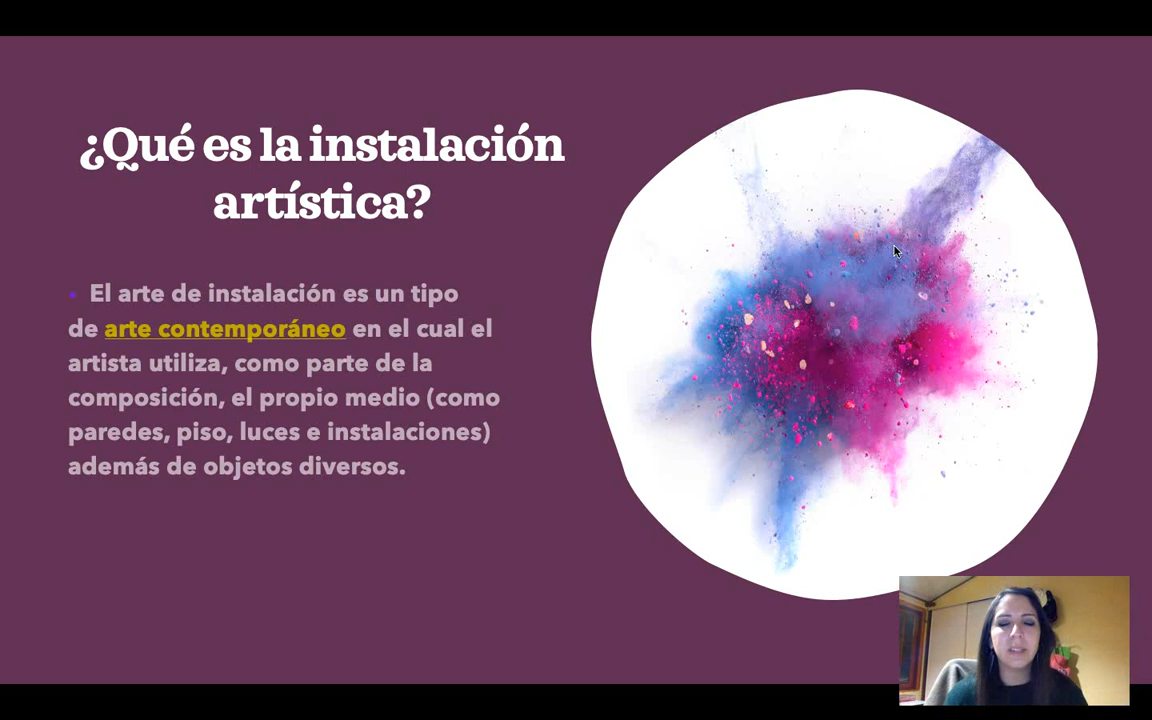 ¿Qué es la instalación
artística?
• El arte de instalación es un tipo
de arte contemporáneo en el cual el
artista utiliza, como parte de la
composición, el propio medio (como
paredes, piso, luces e instalaciones)
además de objetos diversos.